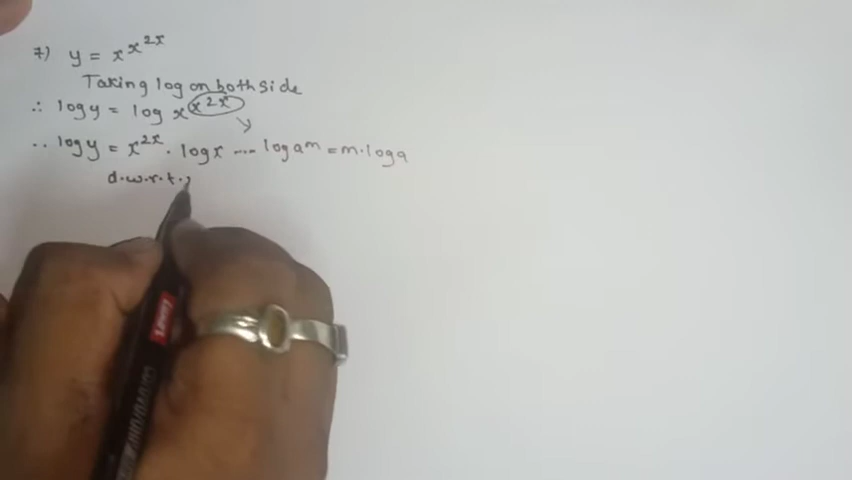 7) y = x^x^2x
Taking log on both side
∴ log y = log x^x^2x
∴ log y = x^2x . log x .... log a^m = m . log a
d.w.r.t.